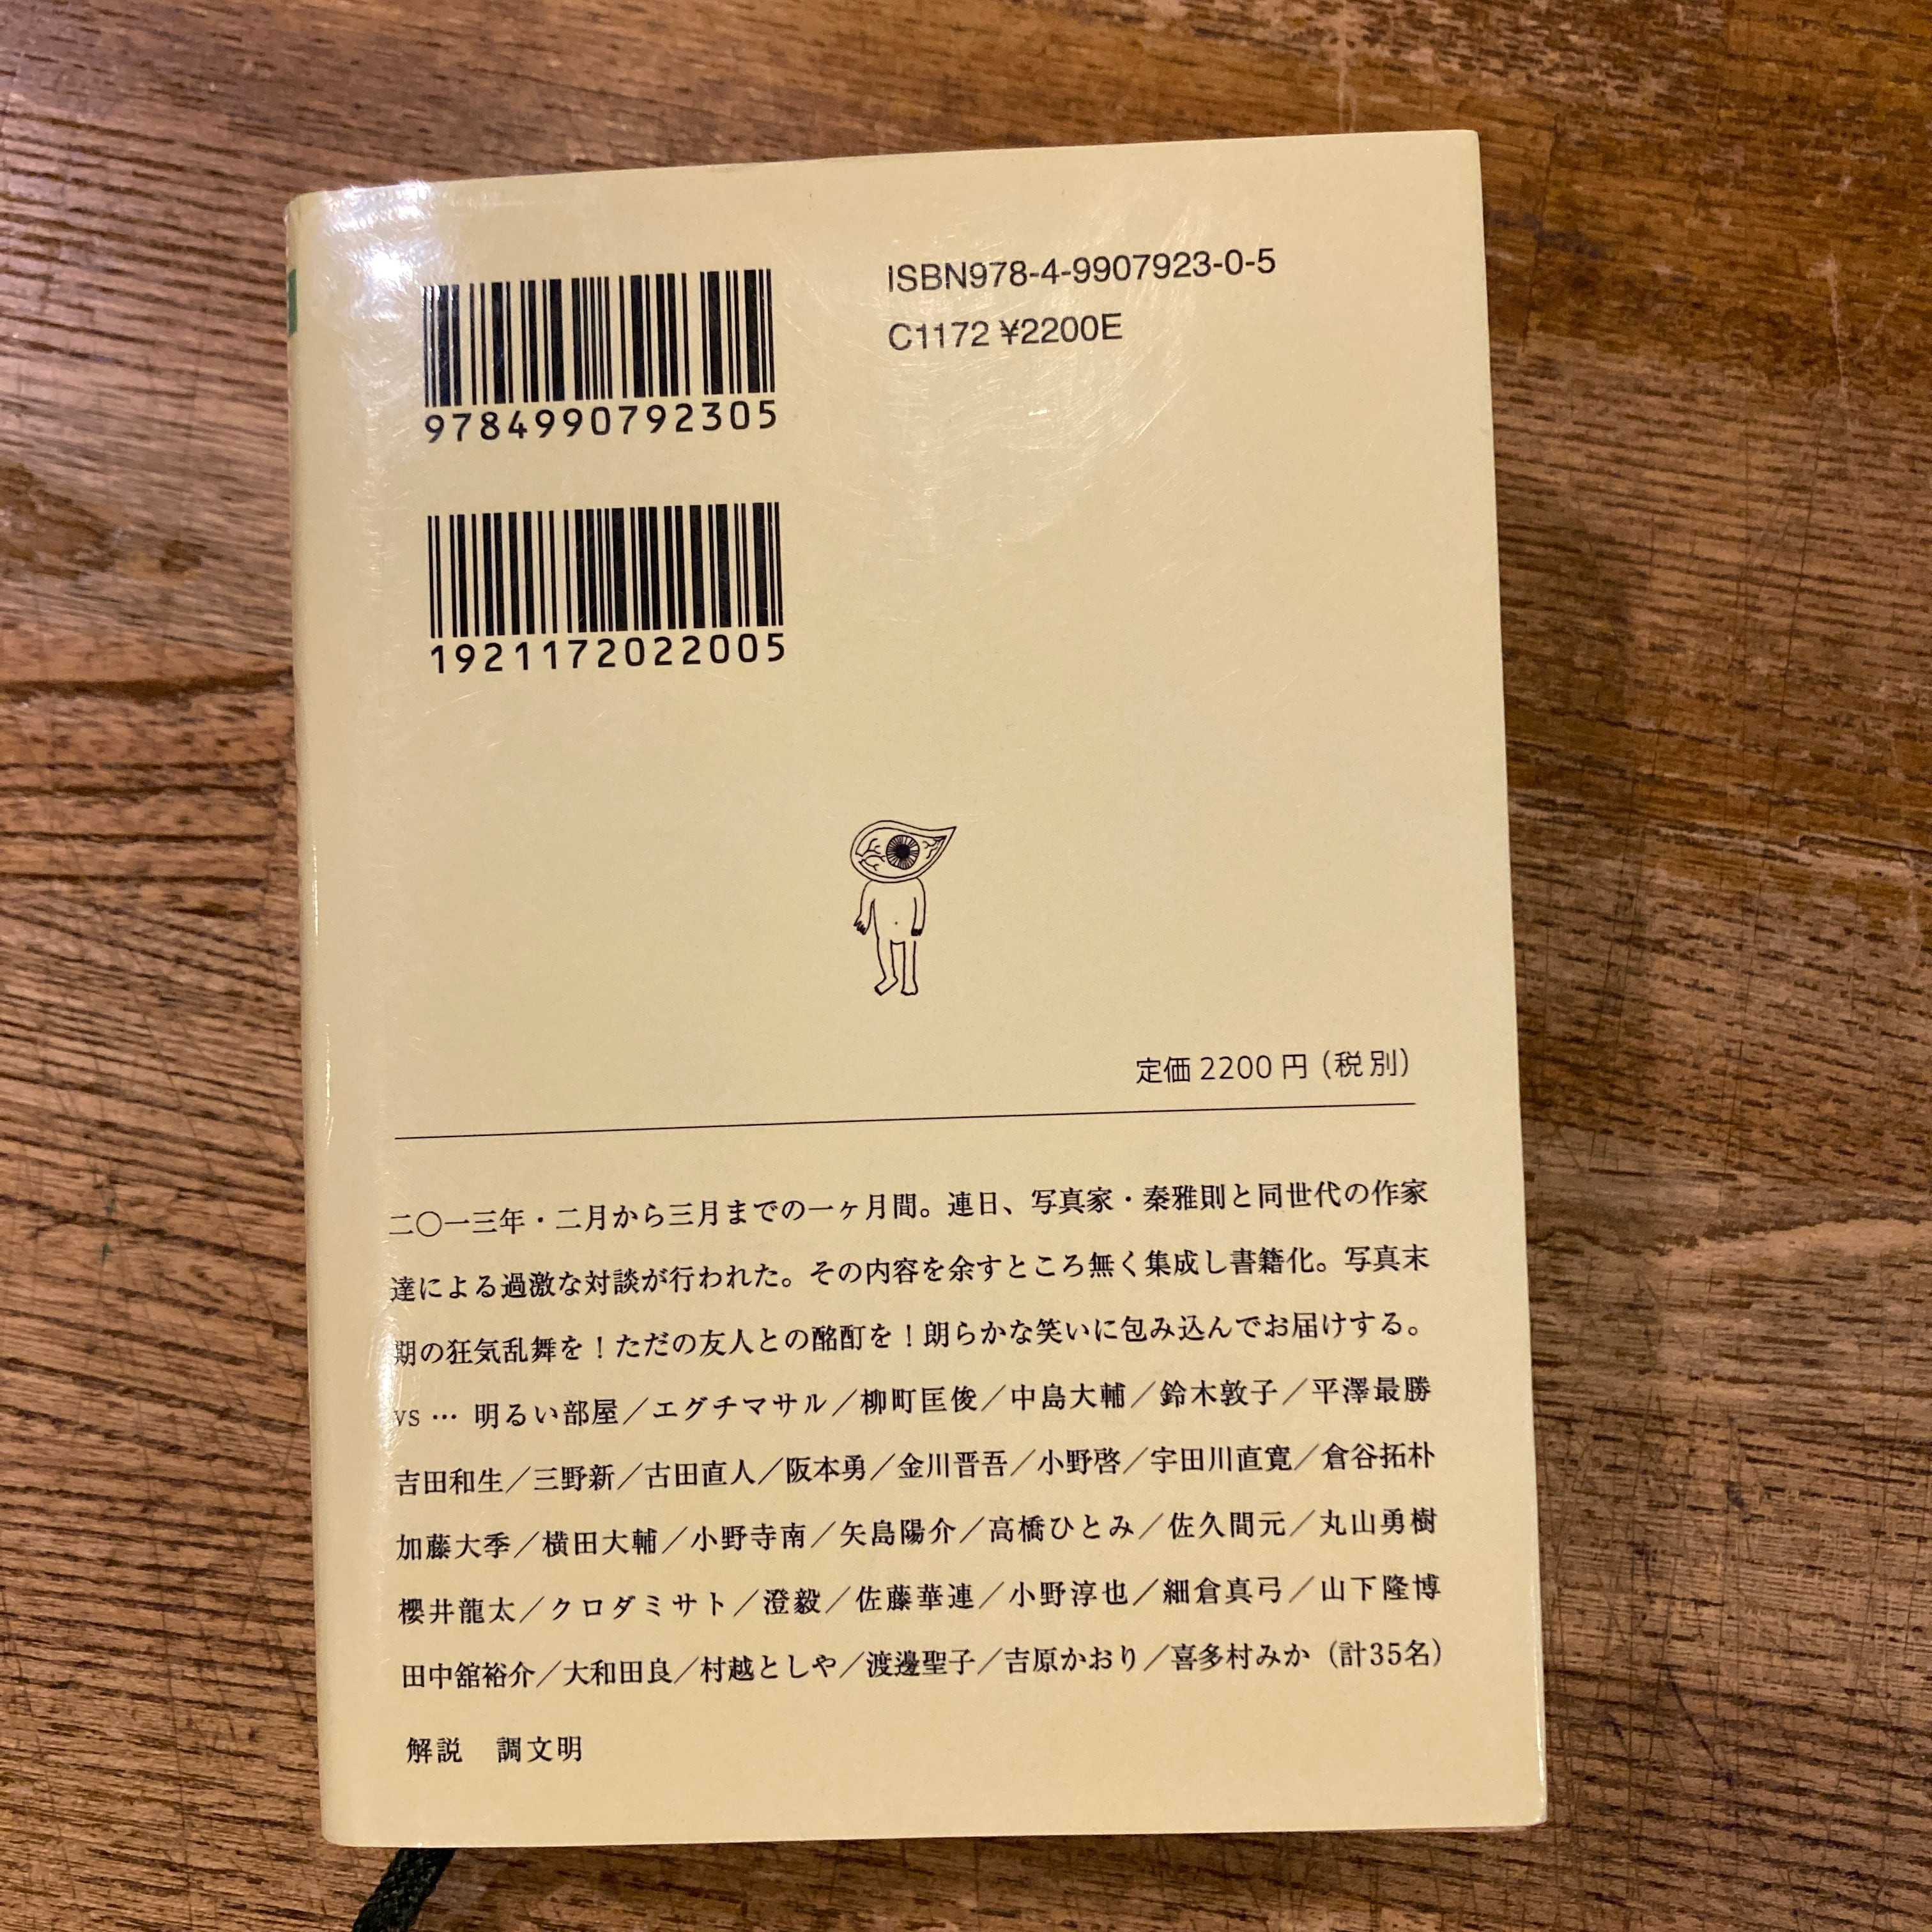 ISBN978-4-9907923-0-5
C1172 ¥2200E
9784990792305
1921172022005
定価 2200 円（税別）
二〇一三年・二月から三月までの一ヶ月間。連日、写真家・秦雅則と同世代の作家
達による過激な対談が行われた。その内容を余すところ無く集成し書籍化。写真末
期の狂気乱舞を！ただの友人との酩酊を！朗らかな笑いに包み込んでお届けする。
vs … 明るい部屋／エグチマサル／柳町匡俊／中島大輔／鈴木敦子／平澤最勝
吉田和生／三野新／古田直人／阪本勇／金川晋吾／小野啓／宇田川直寛／倉谷拓朴
加藤大季／横田大輔／小野寺南／矢島陽介／高橋ひとみ／佐久間元／丸山勇樹
櫻井龍太／クロダミサト／澄毅／佐藤華連／小野淳也／細倉真弓／山下隆博
田中舘裕介／大和田良／村越としや／渡邊聖子／吉原かおり／喜多村みか（計35名）
解説　調文明